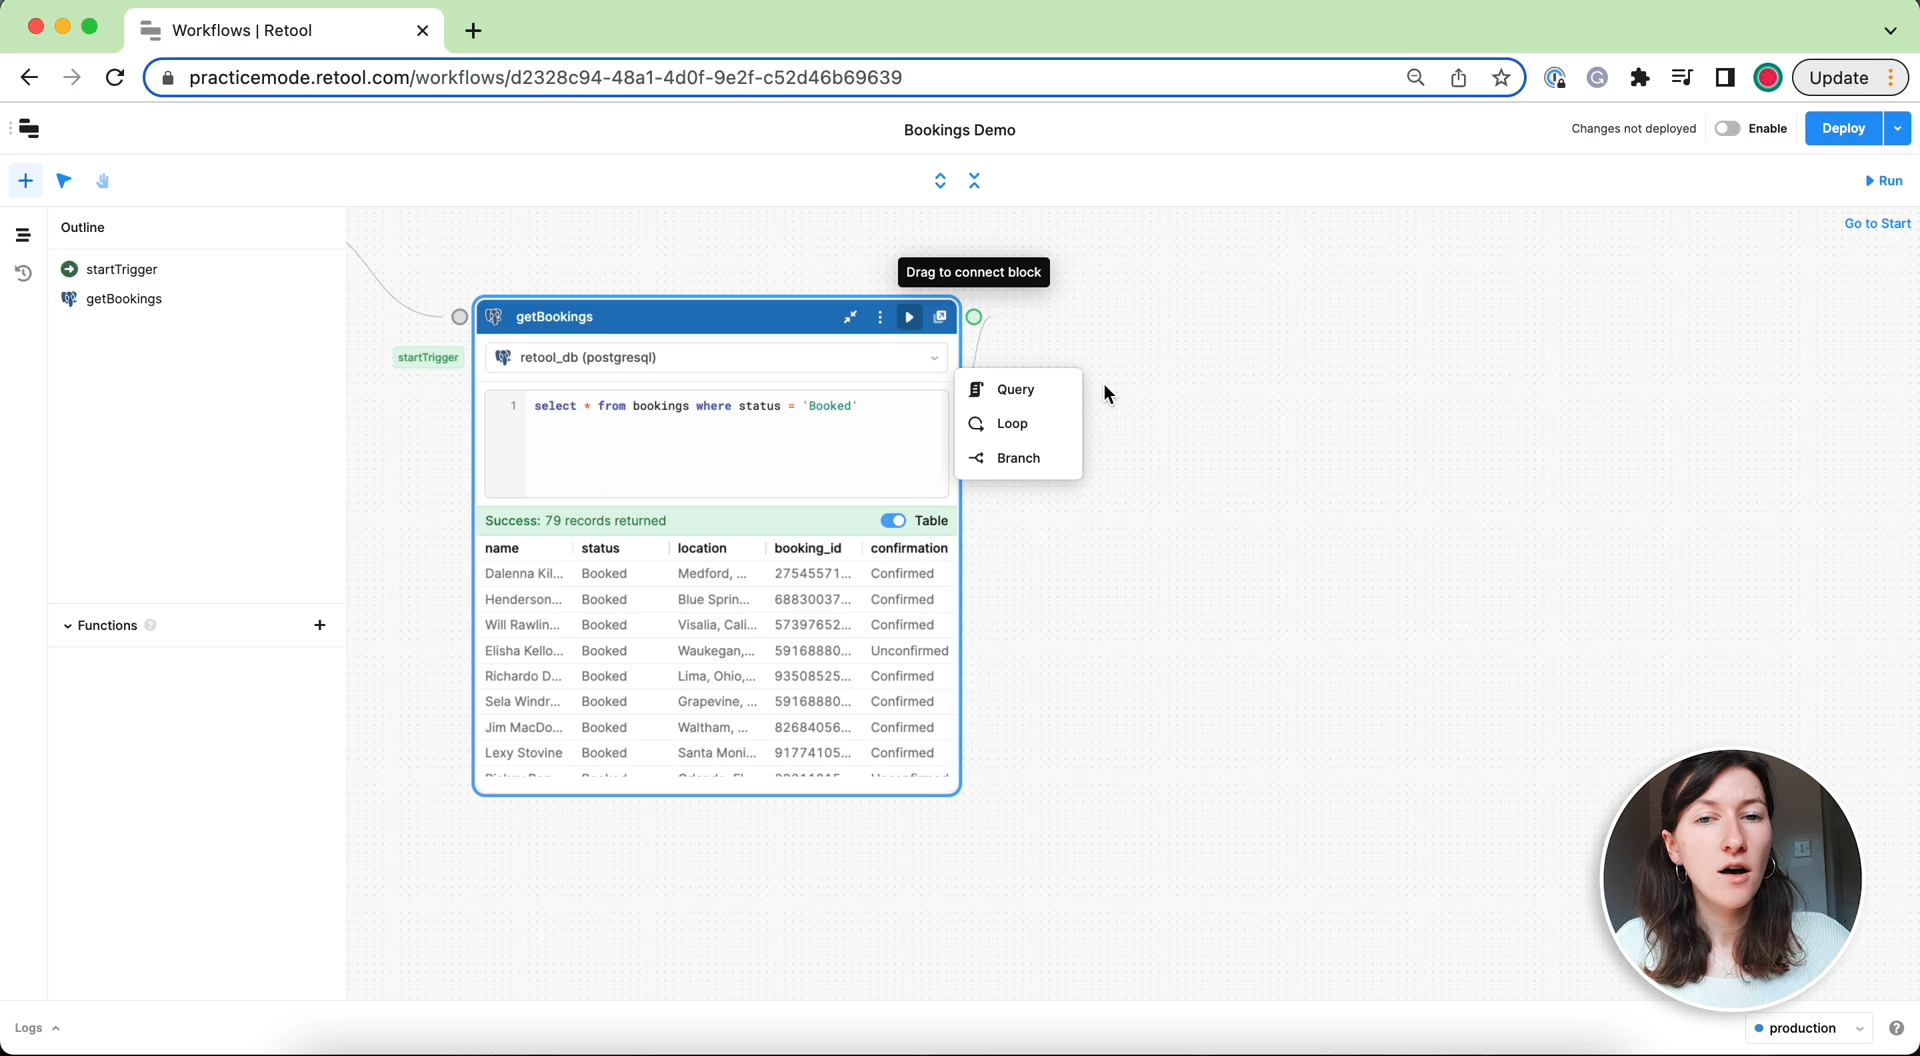 Workflows | Retool
practicemode.retool.com/workflows/d2328c94-48a1-4d0f-9e2f-c52d46b69639
Update
Bookings Demo
Changes not deployed
Enable
Deploy
Run
Go to Start
Outline
startTrigger
getBookings
Functions
Drag to connect block
getBookings
startTrigger
retool_db (postgresql)
1 select * from bookings where status = 'Booked'
Query
Loop
Branch
Success: 79 records returned
Table
name status location booking_id confirmation
Dalenna Kil... Booked Medford, ... 27545571... Confirmed
Henderson... Booked Blue Sprin... 68830037... Confirmed
Will Rawlin... Booked Visalia, Cali... 57397652... Confirmed
Elisha Kello... Booked Waukegan,... 59168880... Unconfirmed
Richardo D... Booked Lima, Ohio,... 93508525... Confirmed
Sela Windr... Booked Grapevine, ... 59168880... Confirmed
Jim MacDo... Booked Waltham, ... 82684056... Confirmed
Lexy Stovine Booked Santa Moni... 91774105... Confirmed
Logs
production